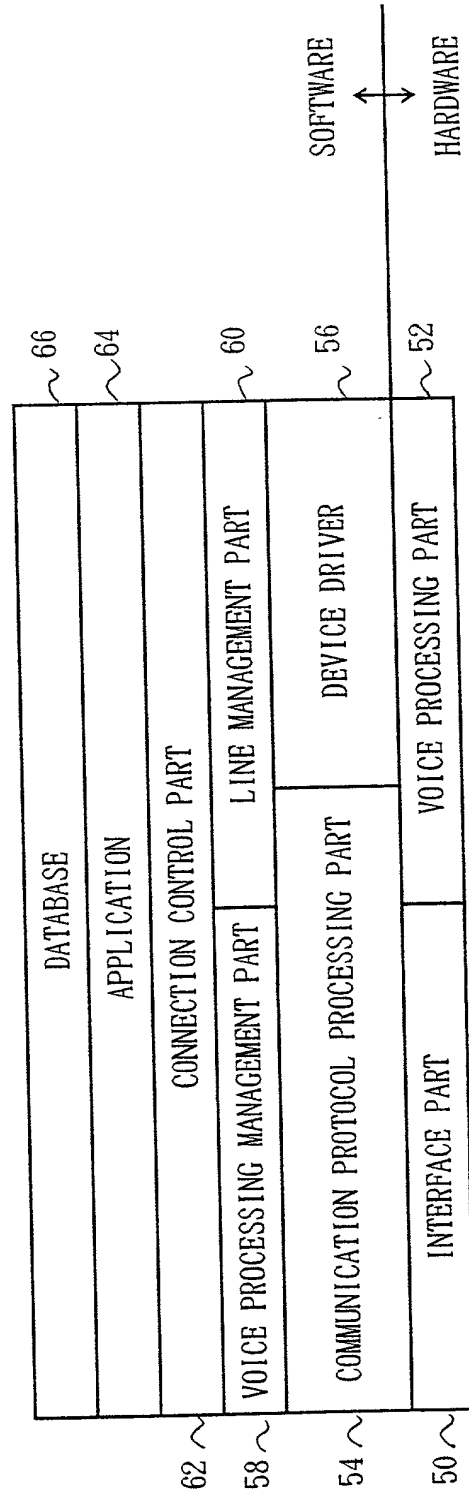 DATABASE
66
APPLICATION
64
62
CONNECTION CONTROL PART
58
VOICE PROCESSING MANAGEMENT PART
LINE MANAGEMENT PART
60
54
COMMUNICATION PROTOCOL PROCESSING PART
DEVICE DRIVER
56
SOFTWARE
50
INTERFACE PART
VOICE PROCESSING PART
52
HARDWARE